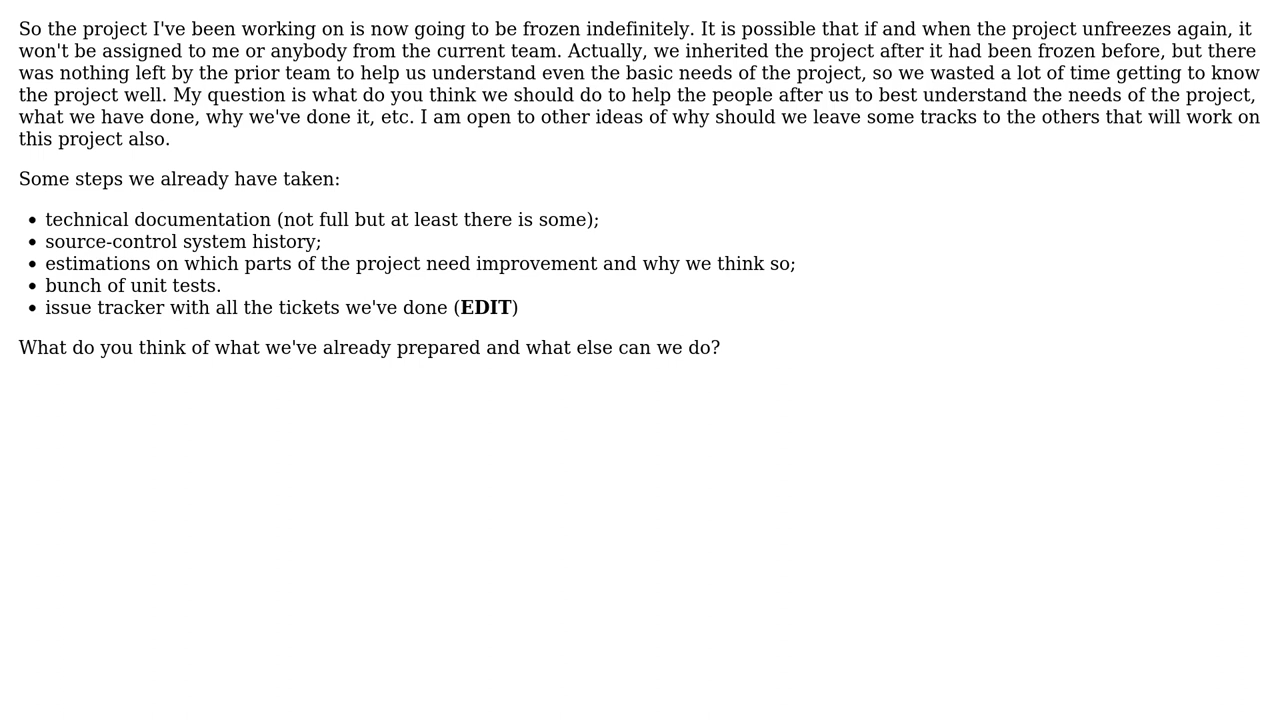 So the project I've been working on is now going to be frozen indefinitely. It is possible that if and when the project unfreezes again, it
won't be assigned to me or anybody from the current team. Actually, we inherited the project after it had been frozen before, but there
was nothing left by the prior team to help us understand even the basic needs of the project, so we wasted a lot of time getting to know
the project well. My question is what do you think we should do to help the people after us to best understand the needs of the project,
what we have done, why we've done it, etc. I am open to other ideas of why should we leave some tracks to the others that will work on
this project also.
Some steps we already have taken:
• technical documentation (not full but at least there is some);
• source-control system history;
• estimations on which parts of the project need improvement and why we think so;
• bunch of unit tests.
• issue tracker with all the tickets we've done (EDIT)
What do you think of what we've already prepared and what else can we do?